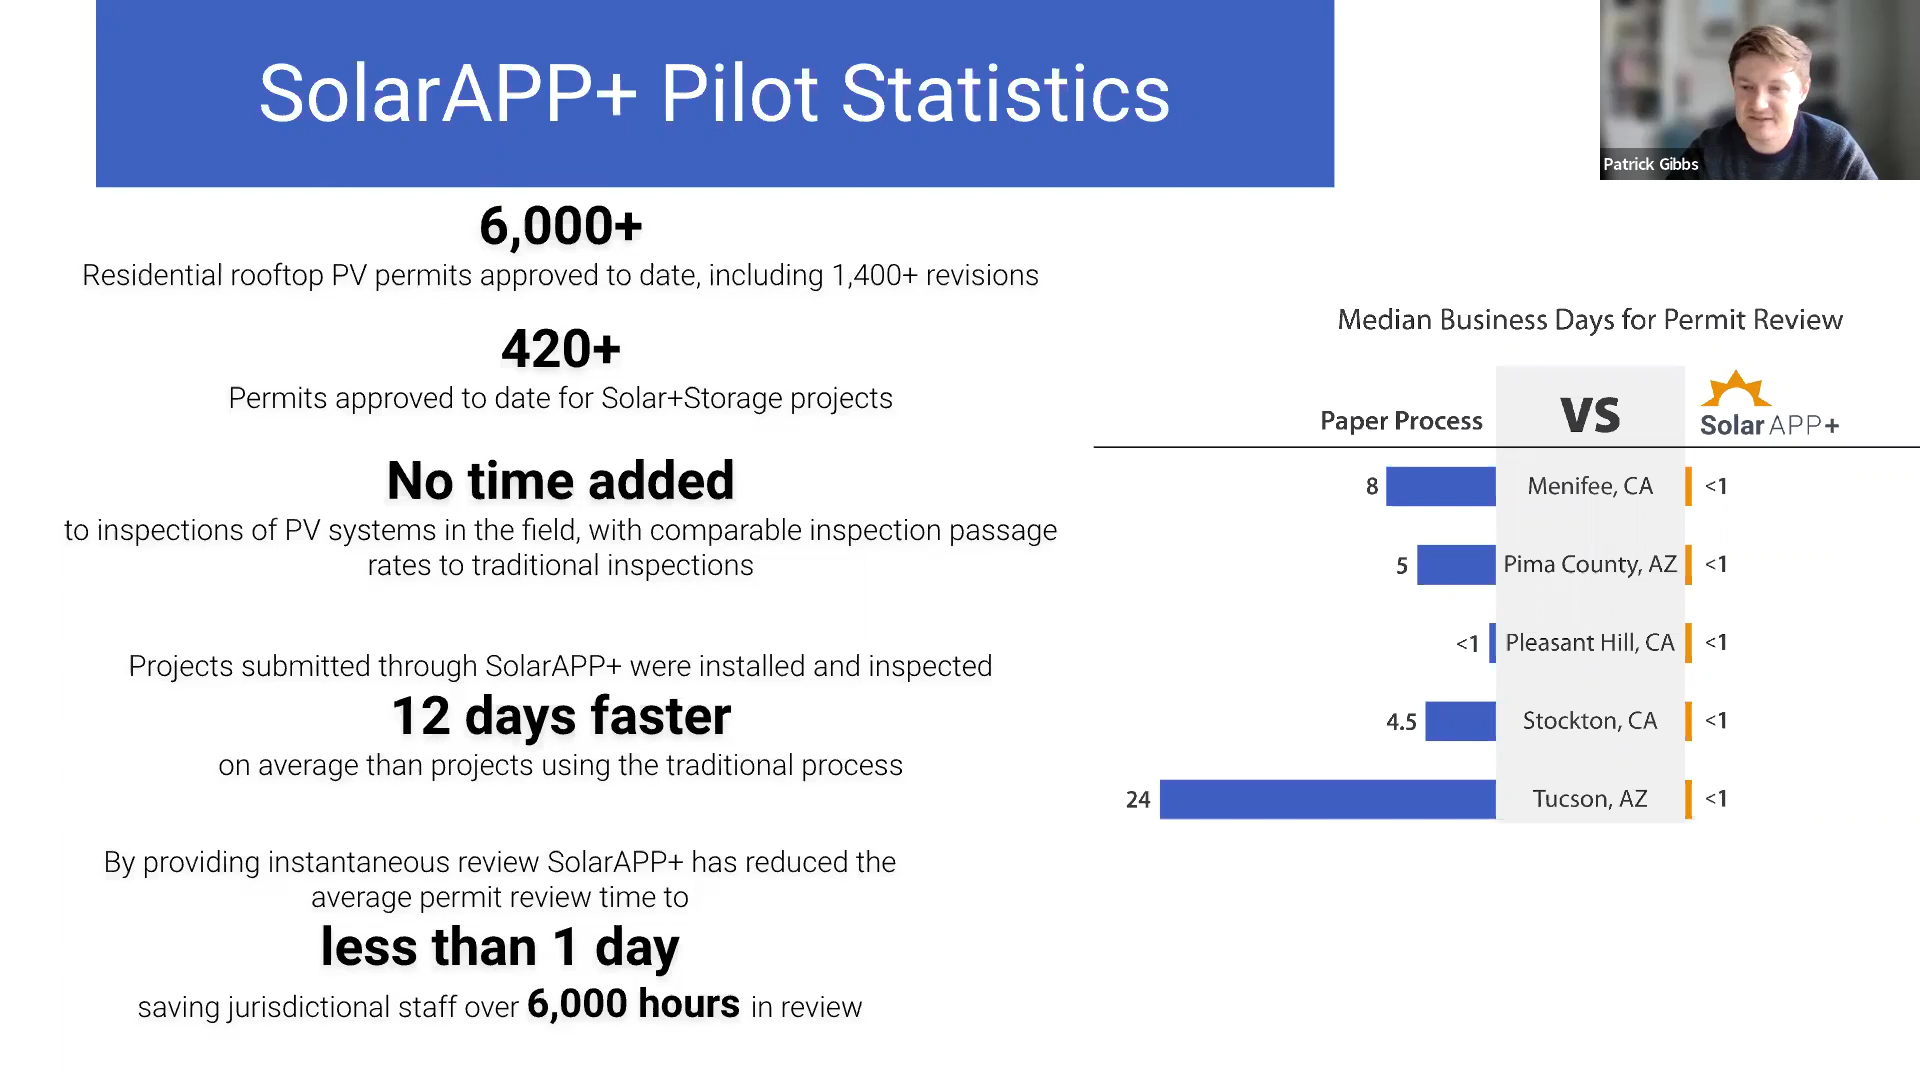 SolarAPP+ Pilot Statistics
Patrick Gibbs
6,000+
Residential rooftop PV permits approved to date, including 1,400+ revisions
420+
Permits approved to date for Solar+Storage projects
No time added
to inspections of PV systems in the field, with comparable inspection passage
rates to traditional inspections
Projects submitted through SolarAPP+ were installed and inspected
12 days faster
on average than projects using the traditional process
By providing instantaneous review SolarAPP+ has reduced the
average permit review time to
less than 1 day
saving jurisdictional staff over 6,000 hours in review
Median Business Days for Permit Review
Paper Process VS SolarAPP+
8 Menifee, CA <1
5 Pima County, AZ <1
<1 Pleasant Hill, CA <1
4.5 Stockton, CA <1
24 Tucson, AZ <1